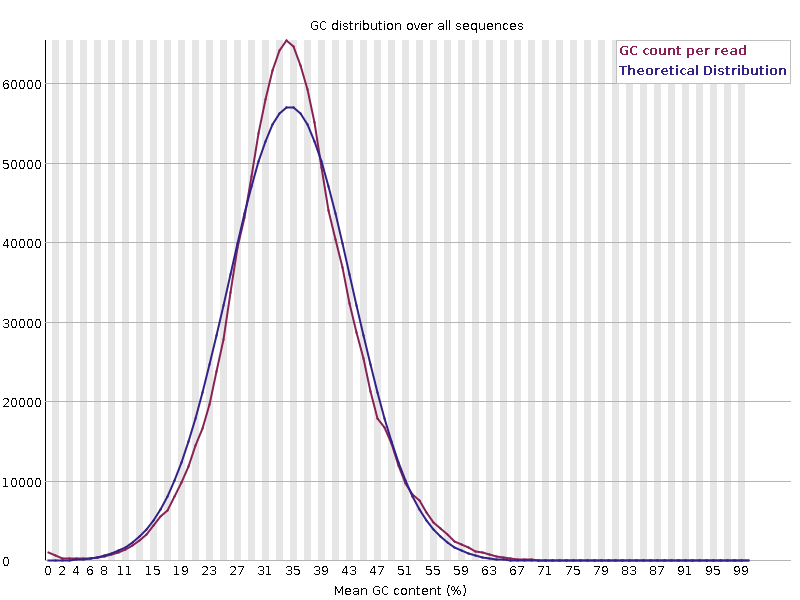 GC distribution over all sequences
GC count per read
Theoretical Distribution
60000
50000
40000
30000
20000
10000
0
0 2 4 6 8 11 15 19 23 27 31 35 39 43 47 51 55 59 63 67 71 75 79 83 87 91 95 99
Mean GC content (%)